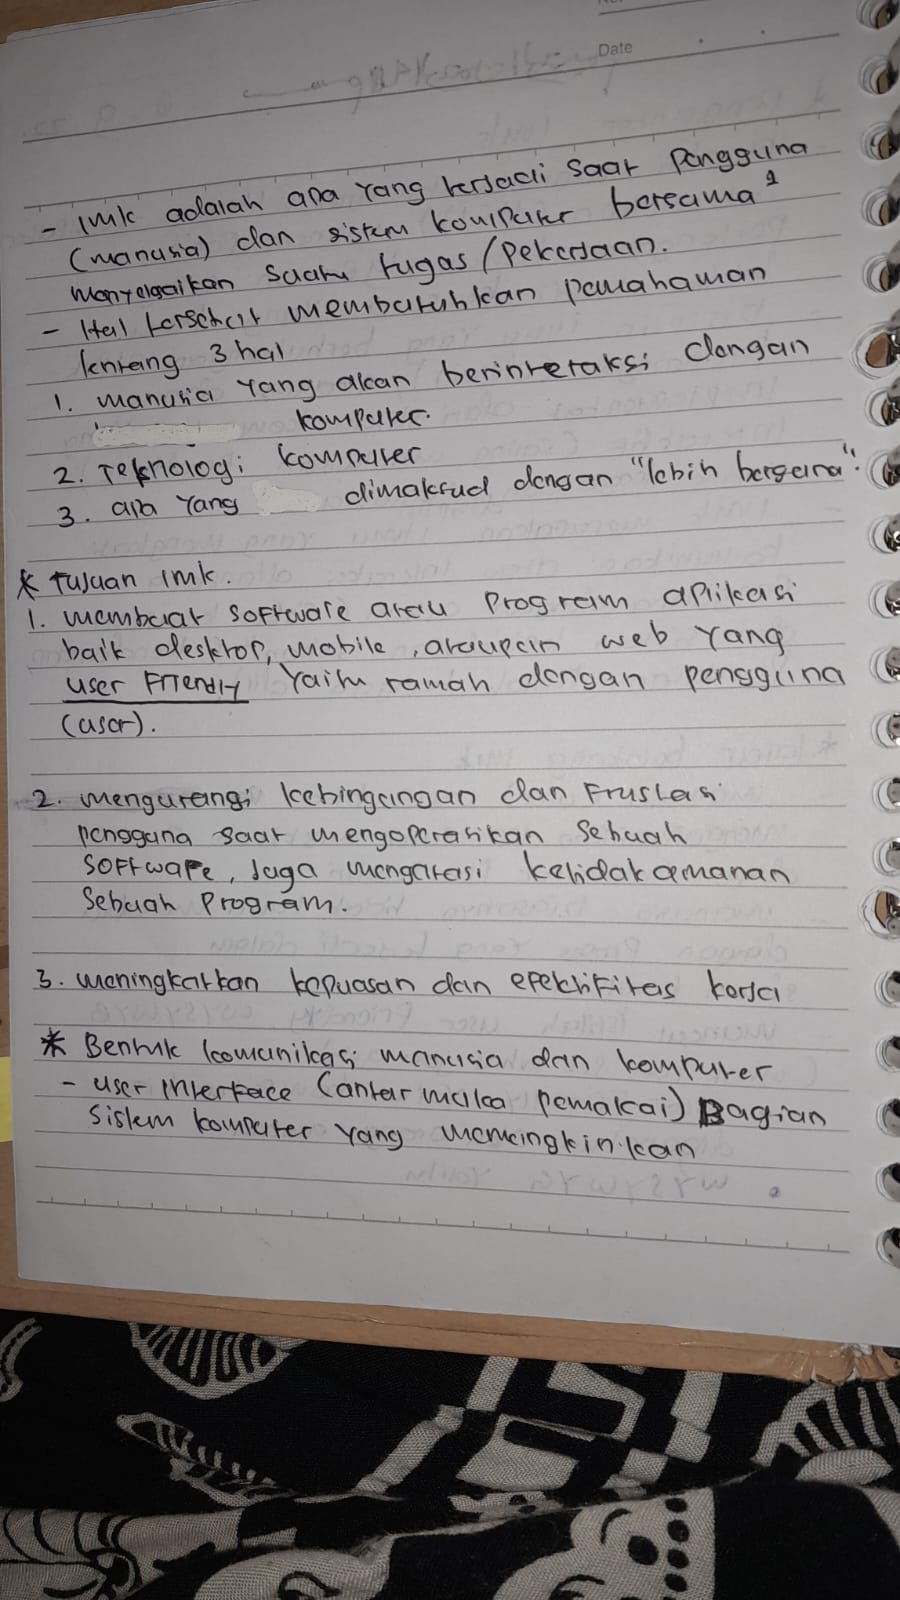 Date
- IMK adalah apa yang terjadi saat pengguna
(manusia) dan sistem komputer bersama²
menyelesaikan suatu tugas/pekerjaan.
- Hal tersebut membutuhkan pemahaman
tentang 3 hal
1. manusia yang akan berinteraksi dengan
komputer.
2. Teknologi komputer
3. apa yang dimaksud dengan "lebih berguna".
* Tujuan IMK.
1. membuat software atau program aplikasi
baik desktop, mobile, ataupun web yang
user Friendly yaitu ramah dengan pengguna
(user).
2. mengurangi kebingungan dan Frustasi
pengguna saat mengoperasikan sebuah
software, juga mengatasi ketidakamanan
sebuah program.
3. meningkatkan kepuasan dan efektifitas kerja
* Bentuk komunikasi manusia dan komputer
- user interface (antar muka pemakai) Bagian
sistem komputer yang memungkinkan